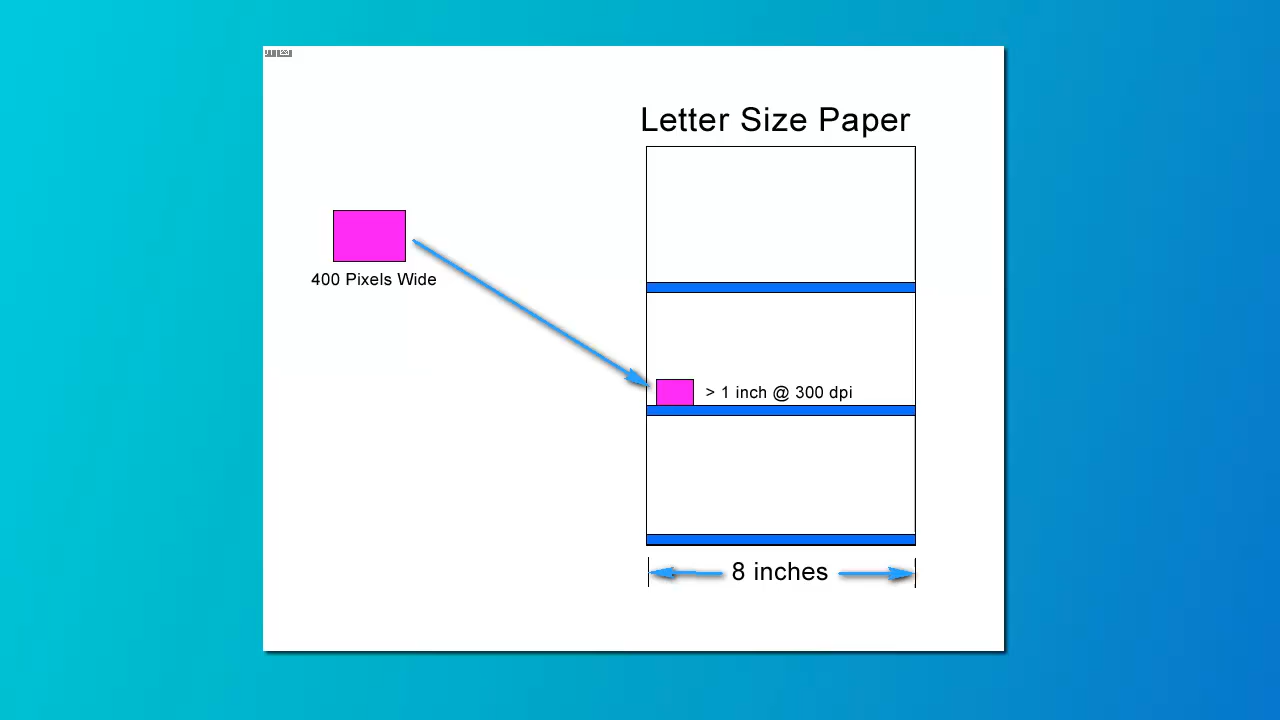 Letter Size Paper
400 Pixels Wide
> 1 inch @ 300 dpi
8 inches